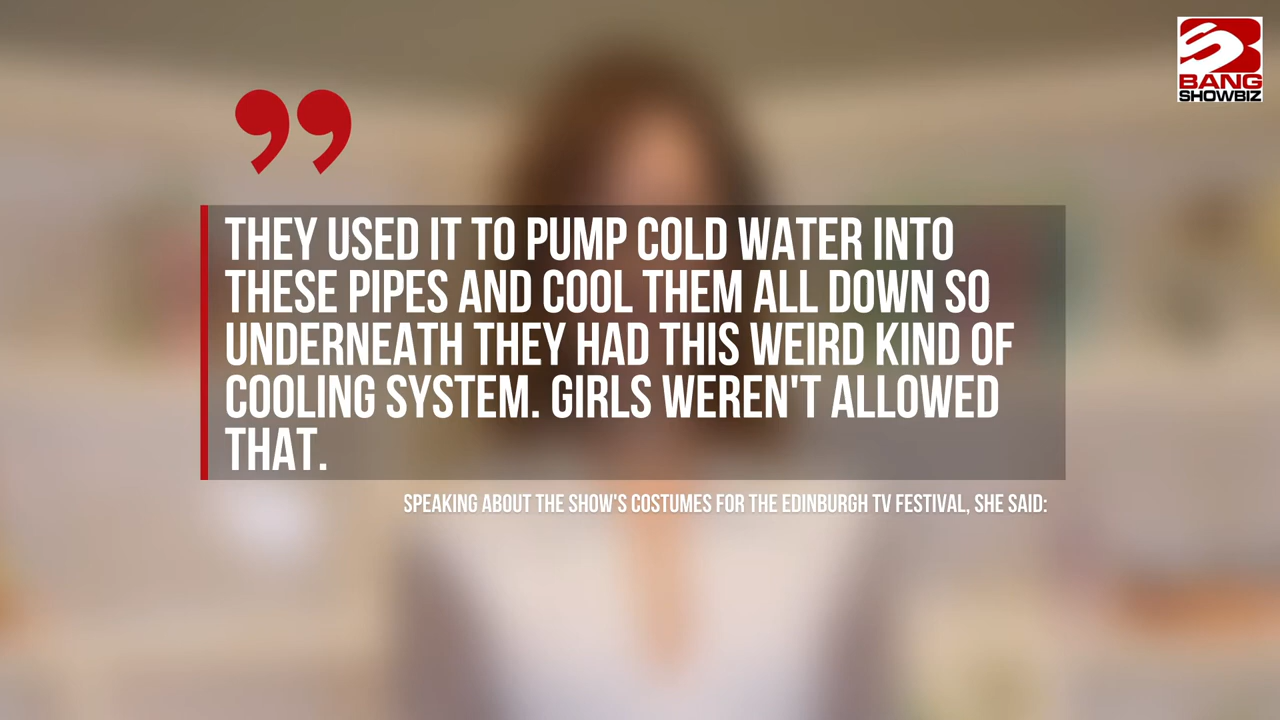 BANG
SHOWBIZ
”
THEY USED IT TO PUMP COLD WATER INTO
THESE PIPES AND COOL THEM ALL DOWN SO
UNDERNEATH THEY HAD THIS WEIRD KIND OF
COOLING SYSTEM. GIRLS WEREN'T ALLOWED
THAT.
SPEAKING ABOUT THE SHOW'S COSTUMES FOR THE EDINBURGH TV FESTIVAL, SHE SAID: